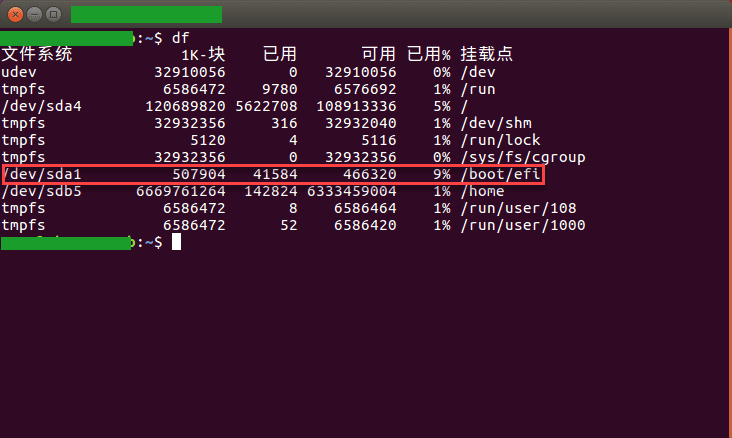 :~$ df
文件系统 1K-块 已用 可用 已用% 挂载点
udev 32910056 0 32910056 0% /dev
tmpfs 6586472 9780 6576692 1% /run
/dev/sda4 120689820 5622708 108913336 5% /
tmpfs 32932356 316 32932040 1% /dev/shm
tmpfs 5120 4 5116 1% /run/lock
tmpfs 32932356 0 32932356 0% /sys/fs/cgroup
/dev/sda1 507904 41584 466320 9% /boot/efi
/dev/sdb5 6669761264 142824 6333459004 1% /home
tmpfs 6586472 8 6586464 1% /run/user/108
tmpfs 6586472 52 6586420 1% /run/user/1000
:~$